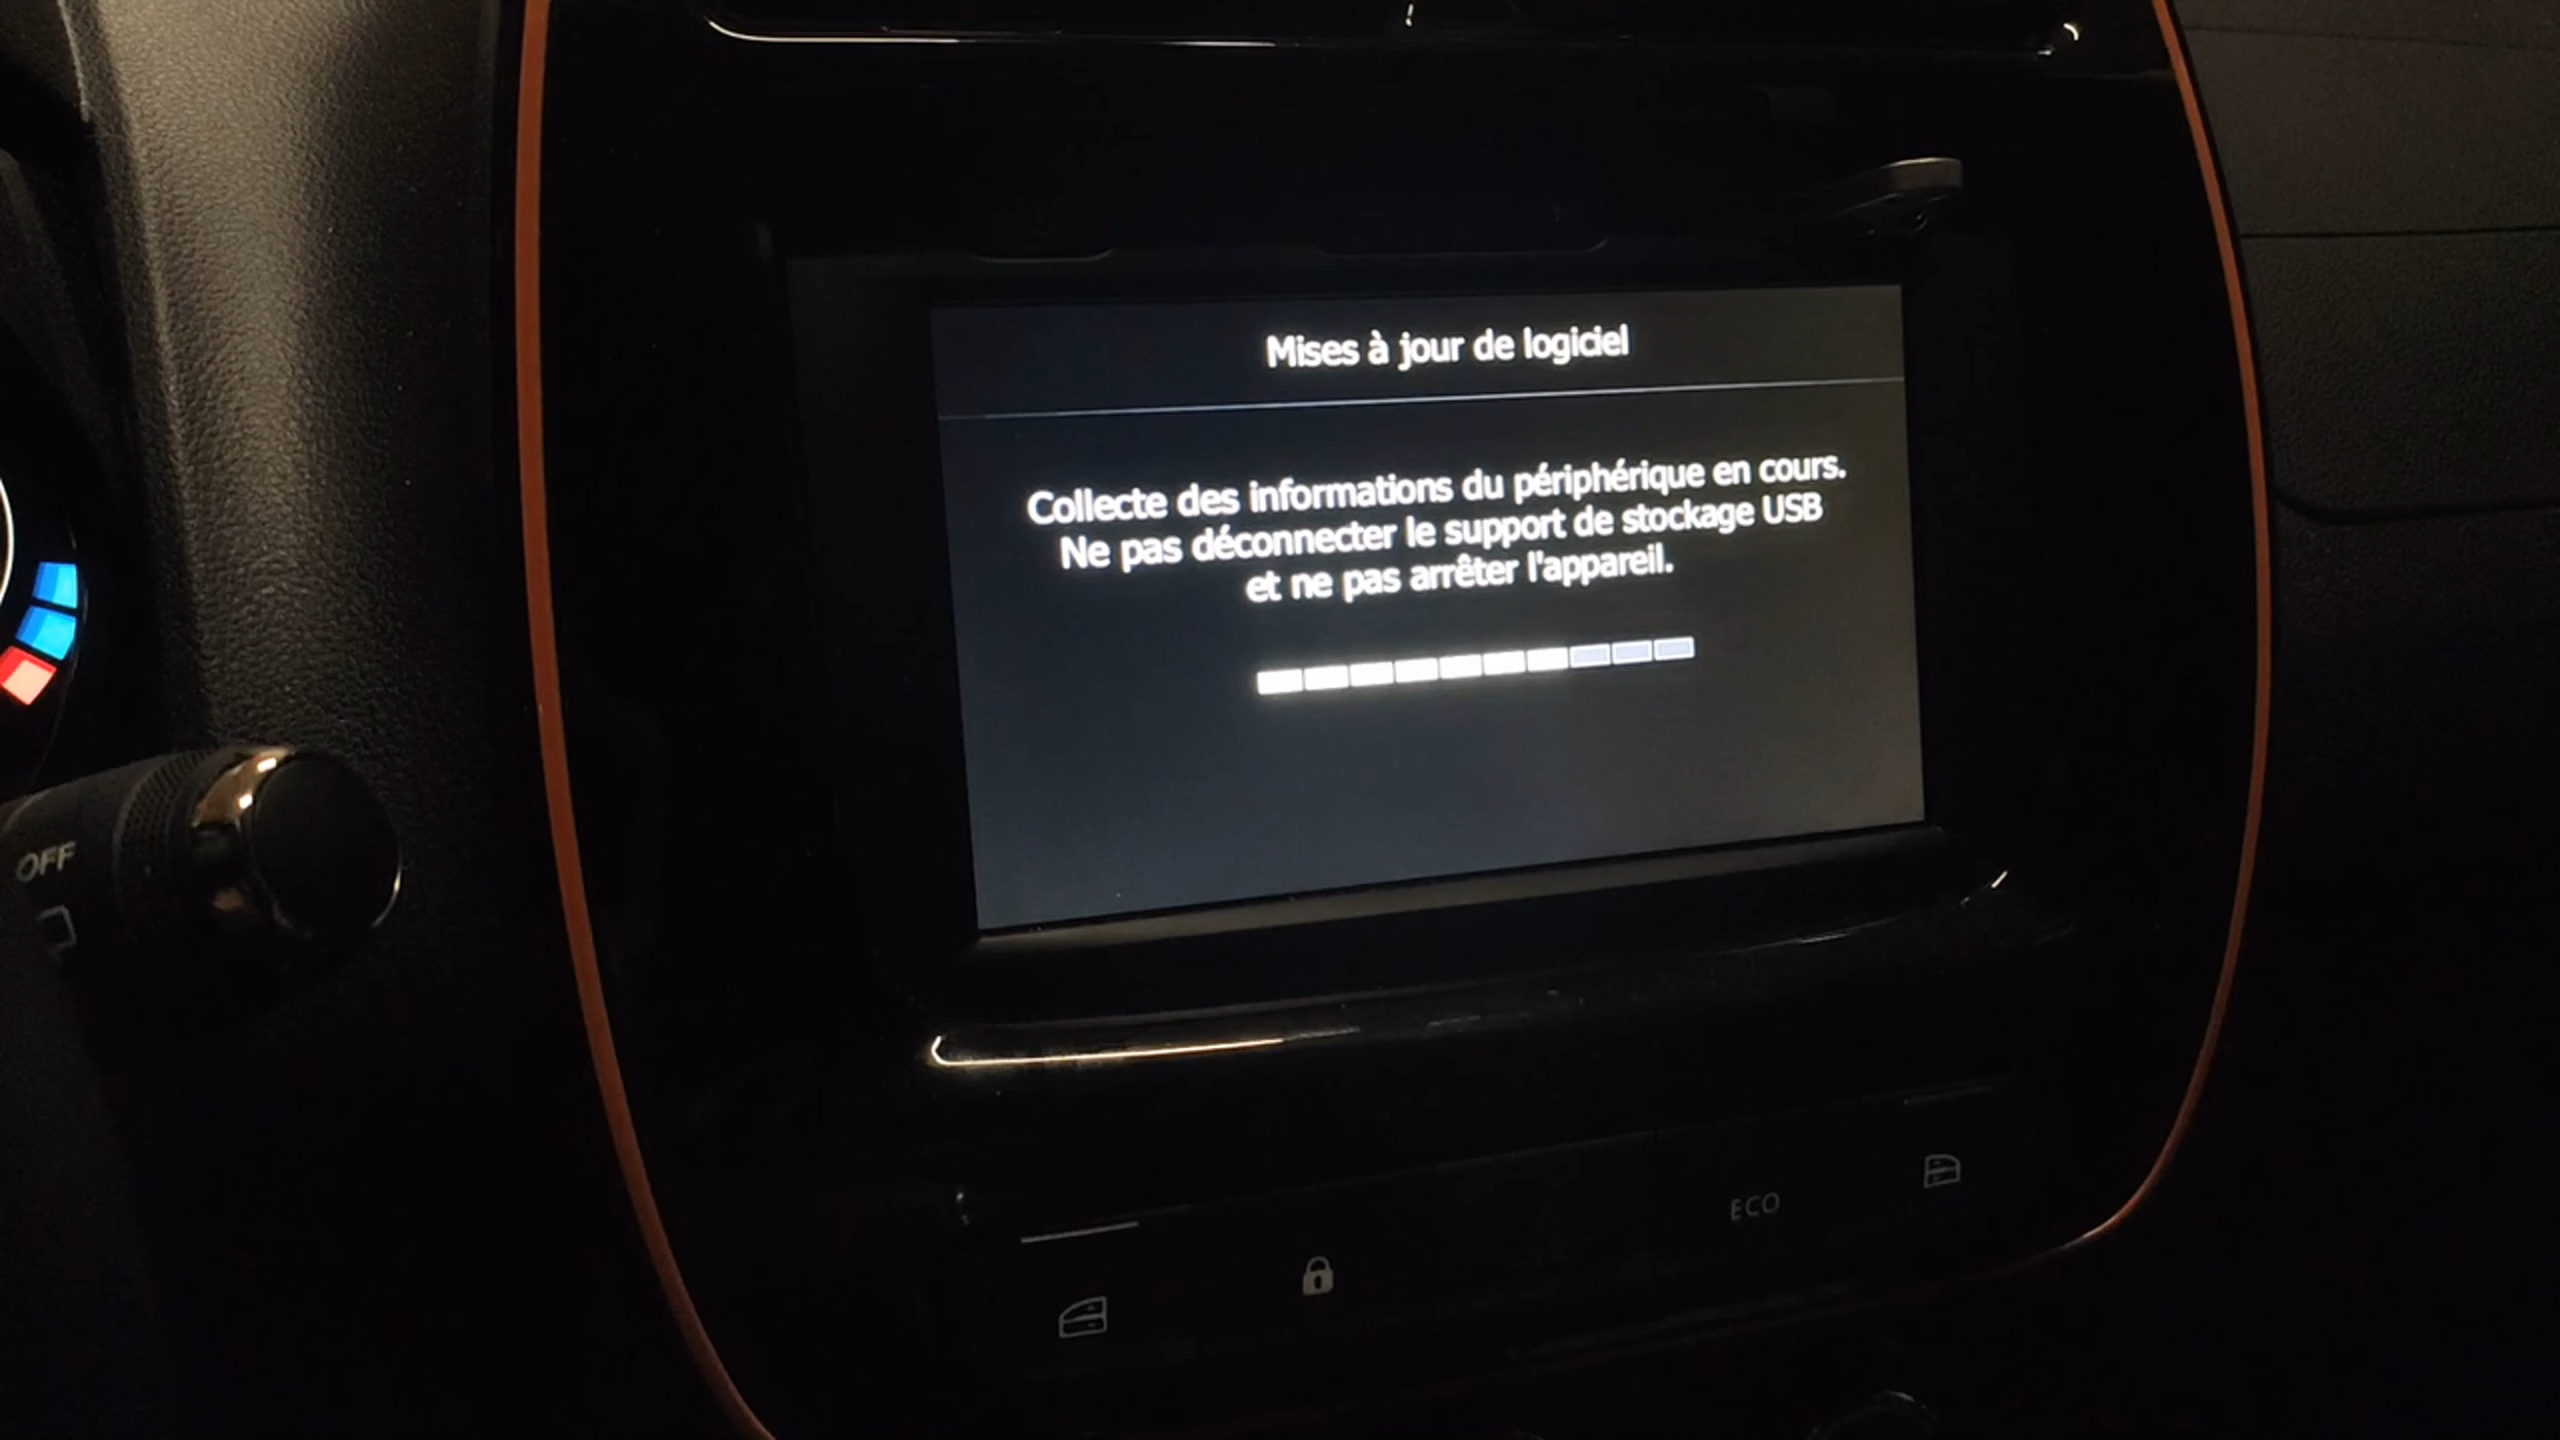 Mises à jour de logiciel
Collecte des informations du périphérique en cours.
Ne pas déconnecter le support de stockage USB
et ne pas arrêter l'appareil.
OFF
ECO